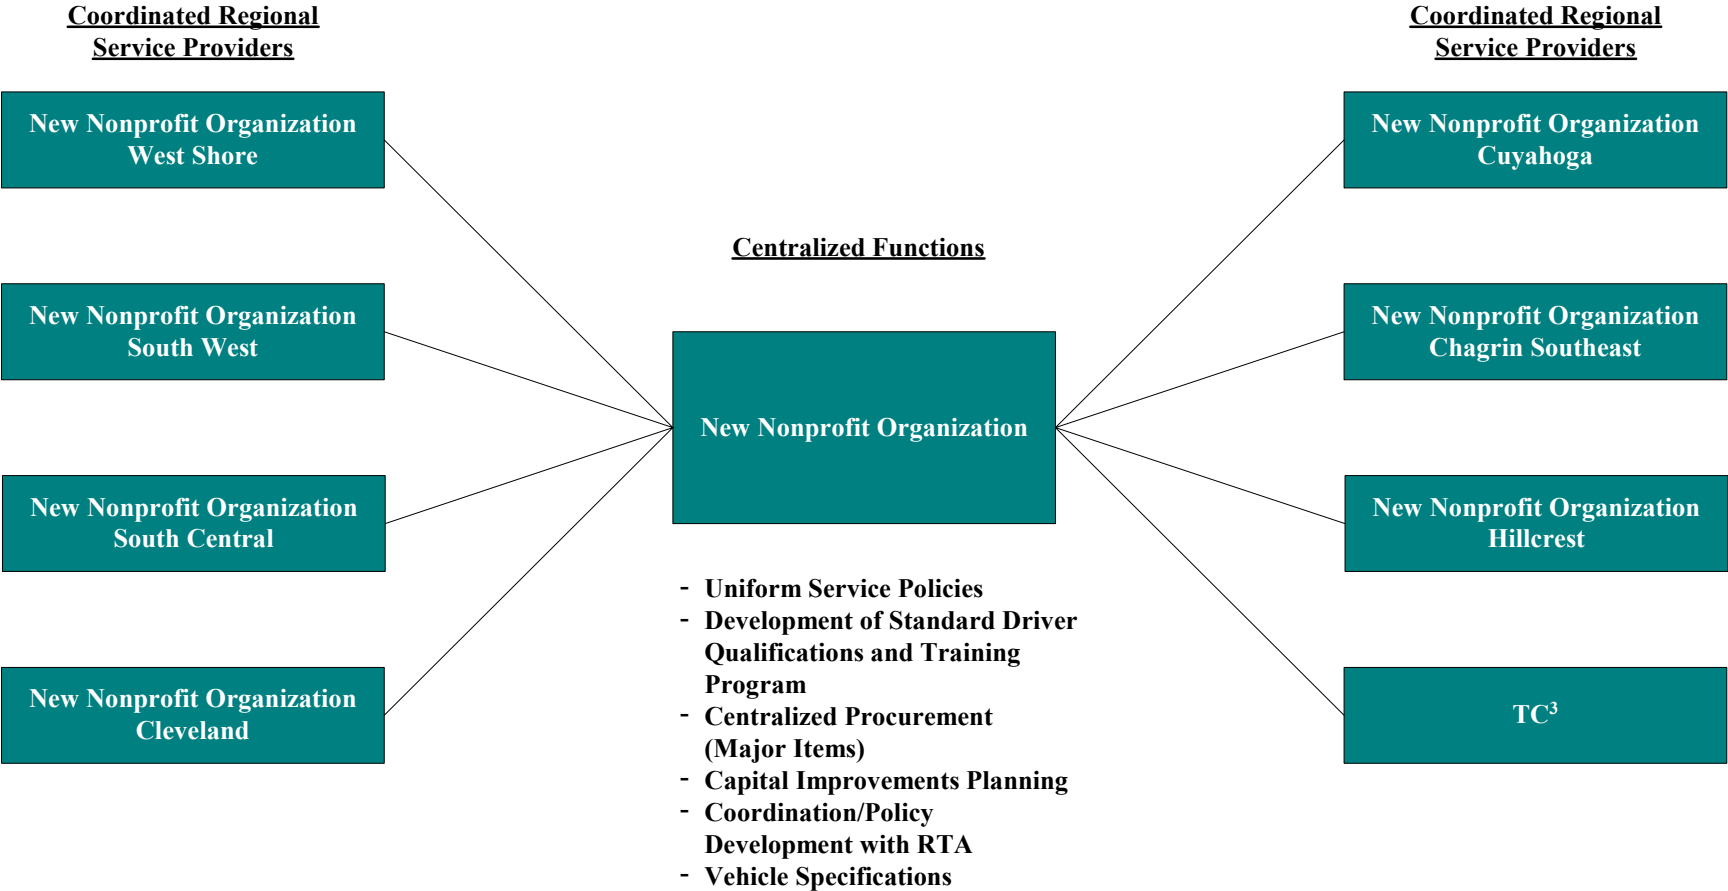 Coordinated Regional
Service Providers
New Nonprofit Organization
West Shore
New Nonprofit Organization
South West
New Nonprofit Organization
South Central
New Nonprofit Organization
Cleveland
Centralized Functions
New Nonprofit Organization
- Uniform Service Policies
- Development of Standard Driver
Qualifications and Training
Program
- Centralized Procurement
(Major Items)
- Capital Improvements Planning
- Coordination/Policy
Development with RTA
- Vehicle Specifications
Coordinated Regional
Service Providers
New Nonprofit Organization
Cuyahoga
New Nonprofit Organization
Chagrin Southeast
New Nonprofit Organization
Hillcrest
TC³